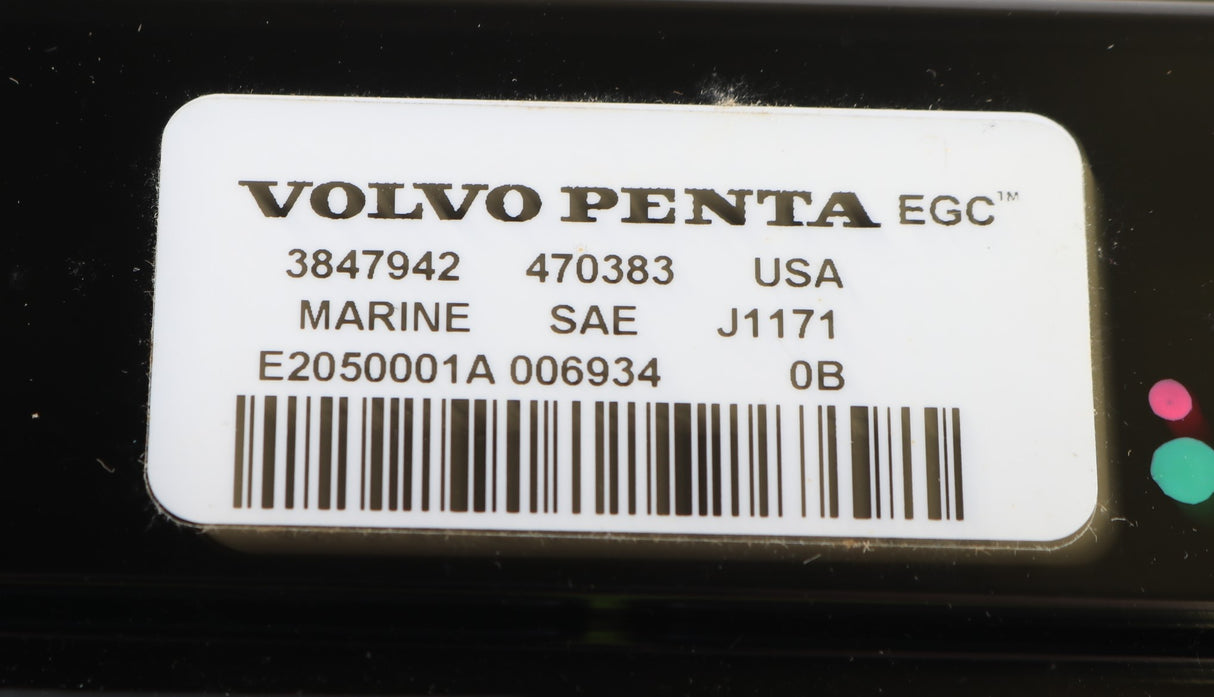 VOLVO PENTA EGC™
3847942 470383 USA
MARINE SAE J1171
E2050001A 006934 0B